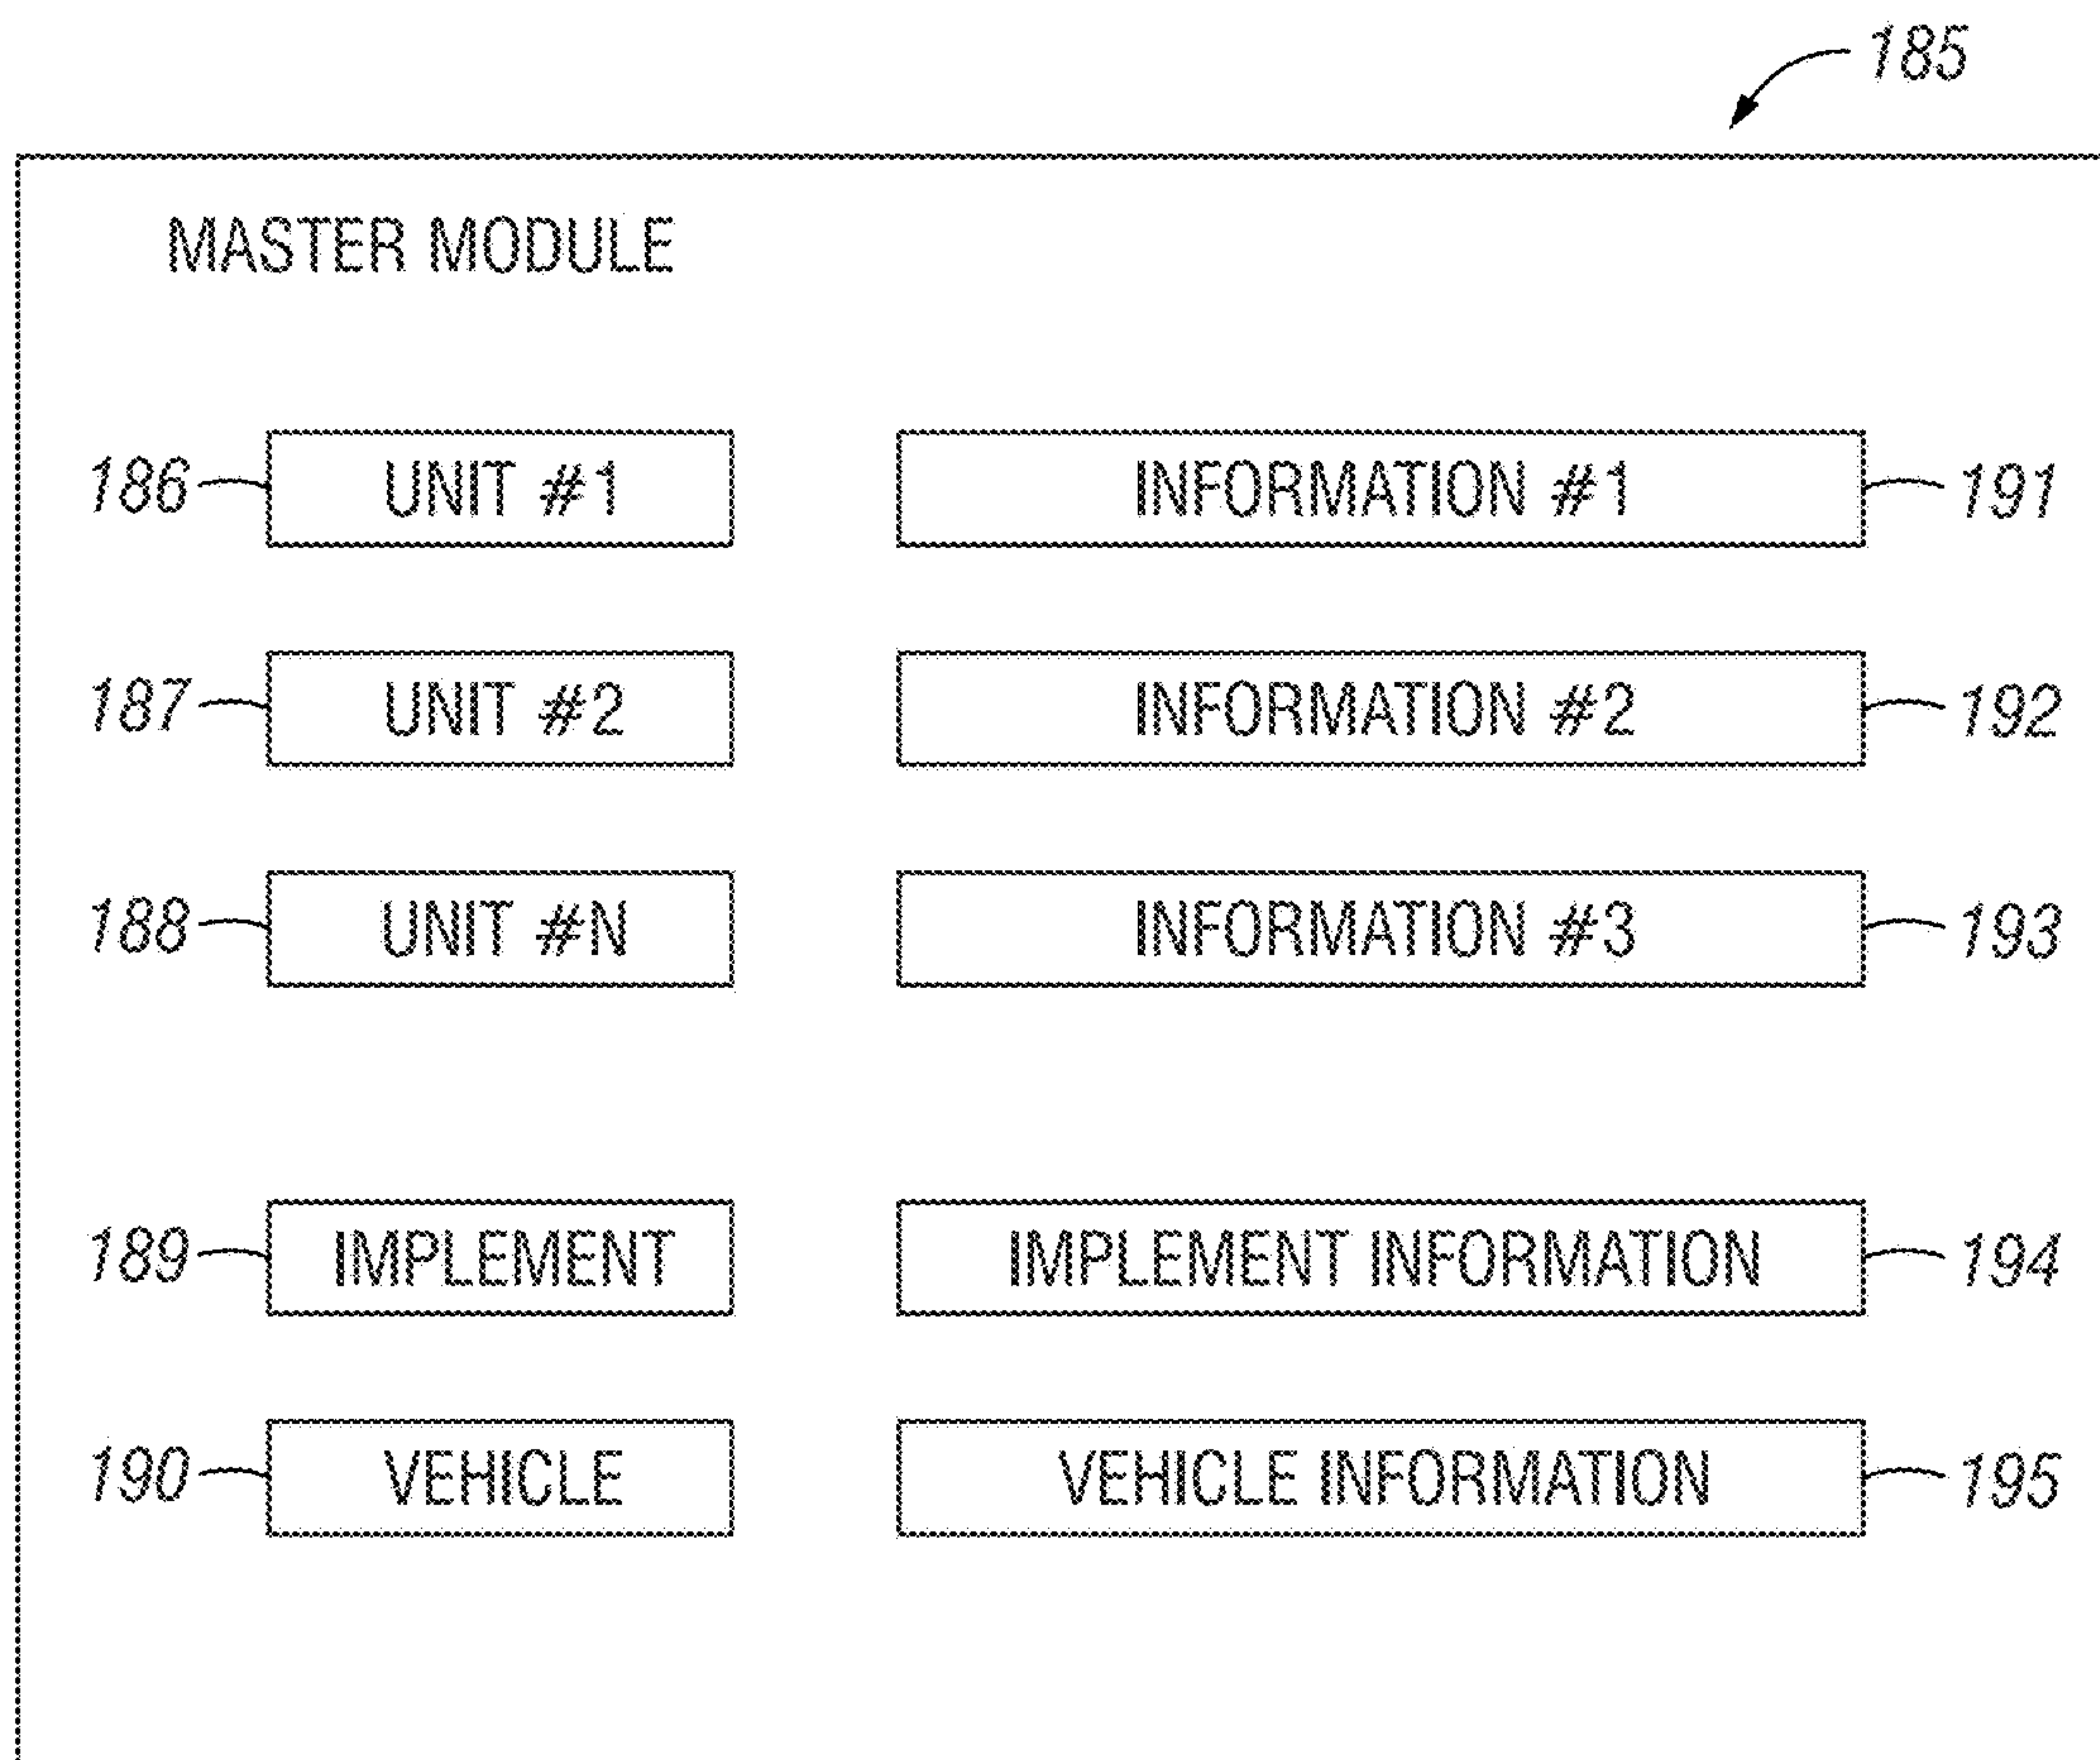 185
MASTER MODULE
186 UNIT #1 INFORMATION #1 191
187 UNIT #2 INFORMATION #2 192
188 UNIT #N INFORMATION #3 193
189 IMPLEMENT IMPLEMENT INFORMATION 194
190 VEHICLE VEHICLE INFORMATION 195